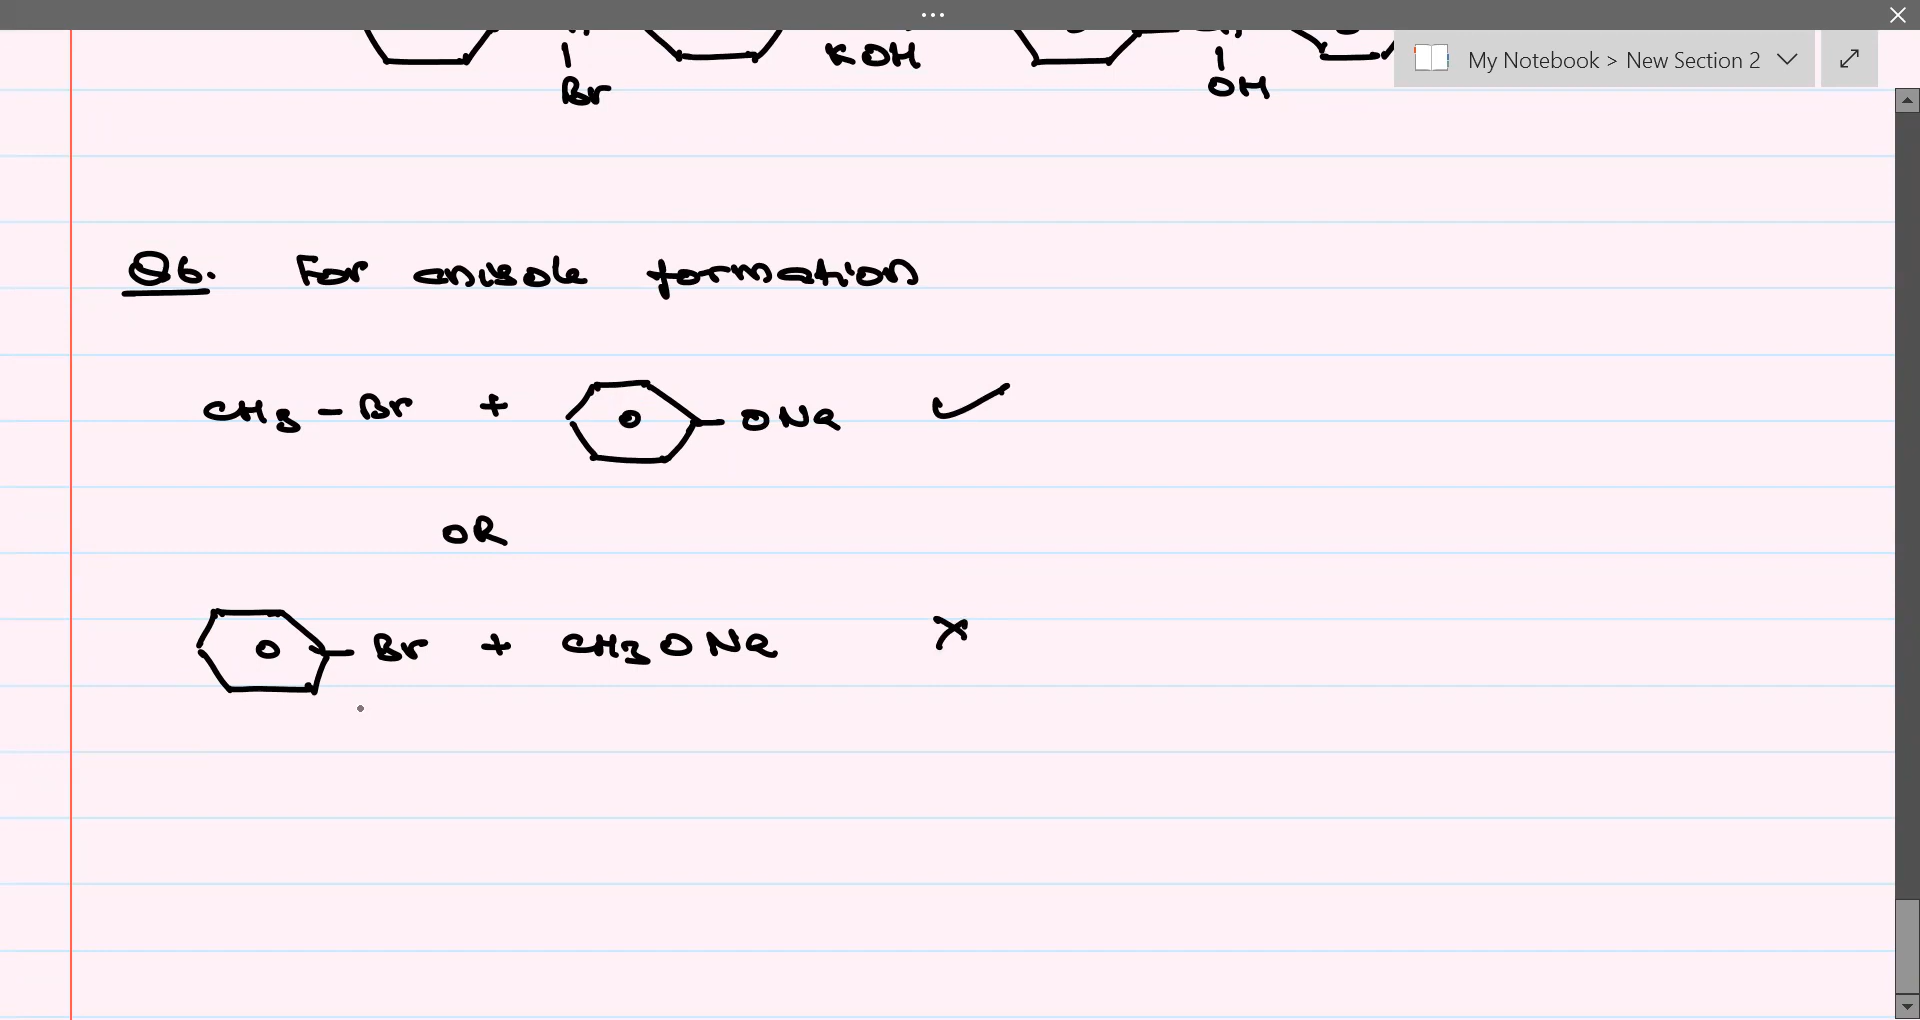 ...
KOH
Br
OH
My Notebook > New Section 2
Q6. For anisole formation
CH3 - Br + ONa
OR
Br + CH3ONa